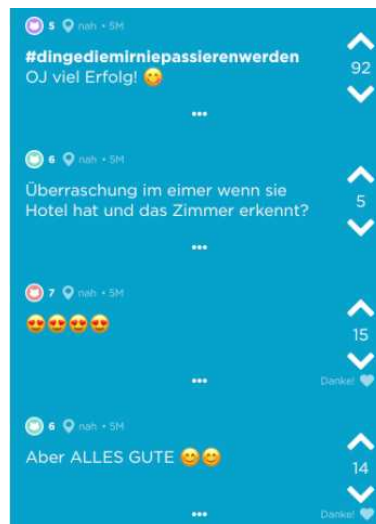 5 nah • 5M
#dingediemirniepassierenwerden
OJ viel Erfolg! 😋
92
6 nah • 5M
Überraschung im eimer wenn sie
Hotel hat und das Zimmer erkennt?
5
7 nah • 5M
😍😍😍😍
15
Danke!
6 nah • 5M
Aber ALLES GUTE 😊😊
14
Danke!